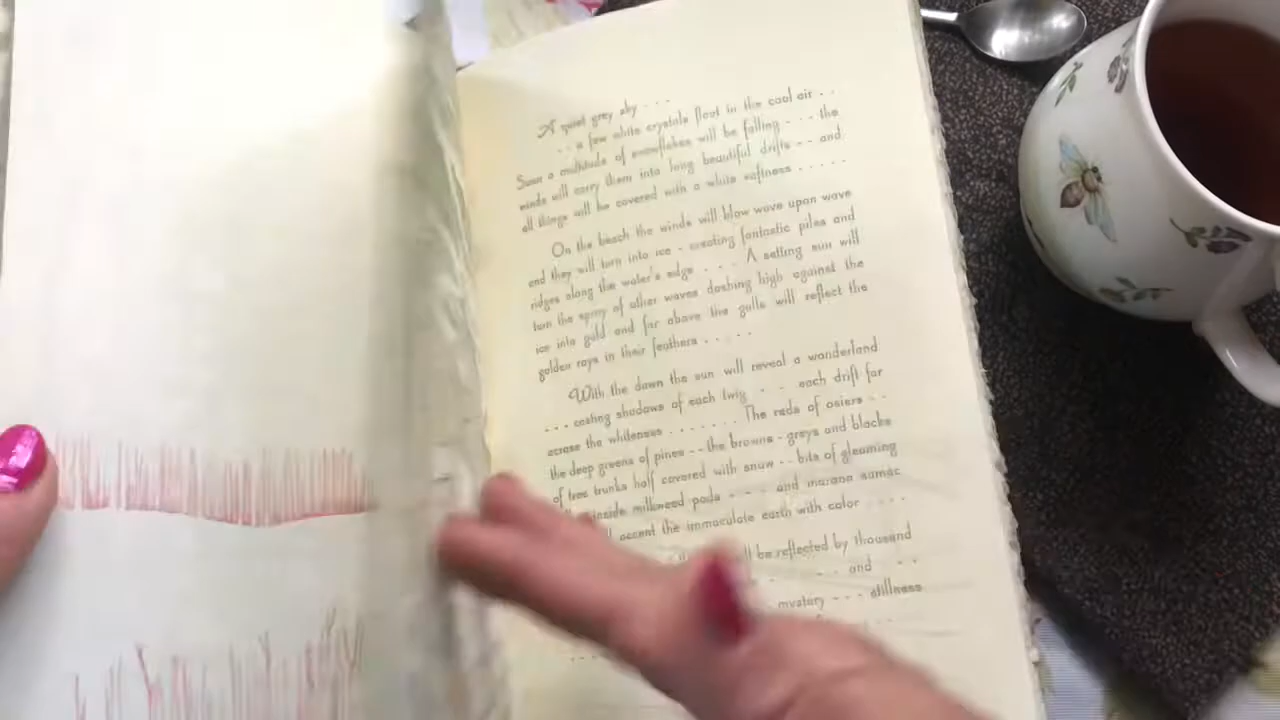 A quiet grey sky . . .
. . a few white crystals float in the cool air . .
Soon a multitude of snowflakes will be falling . . . the
winds will carry them into long beautiful drifts . . and
all things will be covered with a white softness . . . . .
On the beach the winds will blow wave upon wave
and they will turn into ice - creating fantastic piles and
ridges along the water's edge . . . . A setting sun will
turn the spray of other waves dashing high against the
ice into gold and far above the gulls will reflect the
golden rays in their feathers . . . . .
With the dawn the sun will reveal a wonderland
. . . casting shadows of each twig . . . each drift far
across the whiteness . . . . . . . The reds of osiers . .
the deep greens of pines . . the browns - greys and blacks
of tree trunks half covered with snow . . bits of gleaming
inside milkweed pods . . . . and maroon sumac
accent the immaculate earth with color . . . .
be reflected by thousand
. . . . and . .
mystery . . . stillness